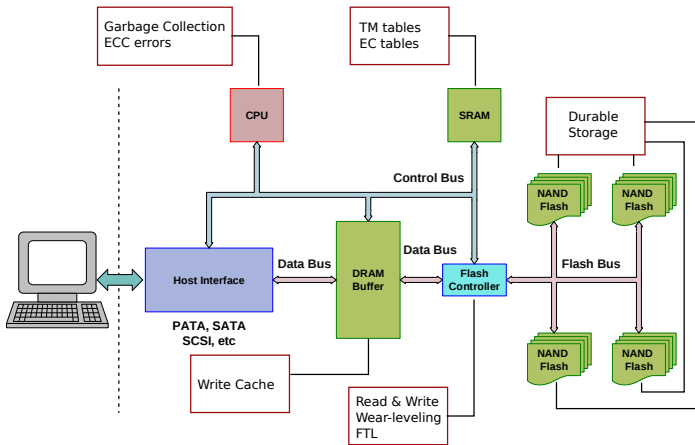 Garbage Collection
ECC errors
TM tables
EC tables
CPU
SRAM
Durable
Storage
Control Bus
NAND
Flash
NAND
Flash
Host Interface
Data Bus
DRAM
Buffer
Data Bus
Flash
Controller
Flash Bus
PATA, SATA
SCSI, etc
NAND
Flash
NAND
Flash
Write Cache
Read & Write
Wear-leveling
FTL